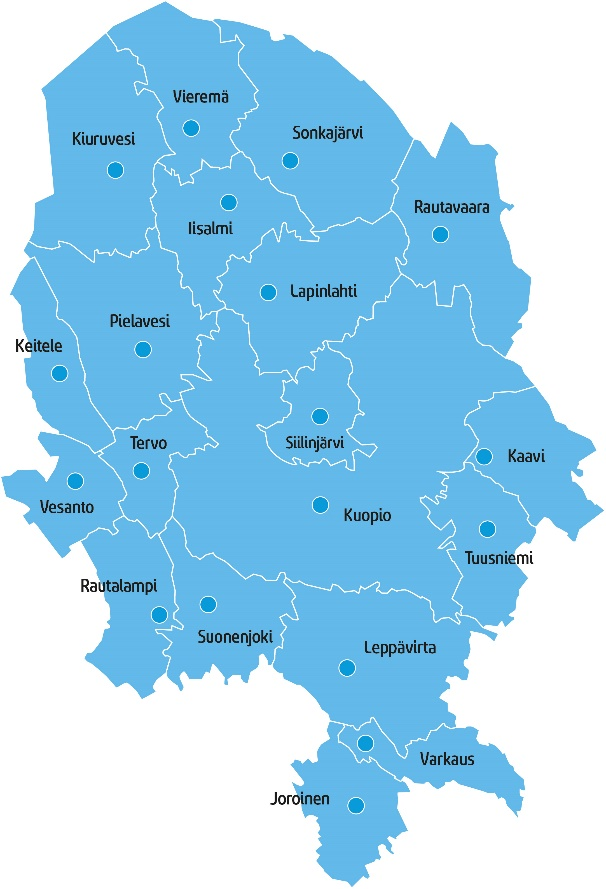 Vieremä
Kiuruvesi
Sonkajärvi
Rautavaara
Iisalmi
Lapinlahti
Pielavesi
Keitele
Tervo
Siilinjärvi
Kaavi
Vesanto
Kuopio
Tuusniemi
Rautalampi
Suonenjoki
Leppävirta
Varkaus
Joroinen